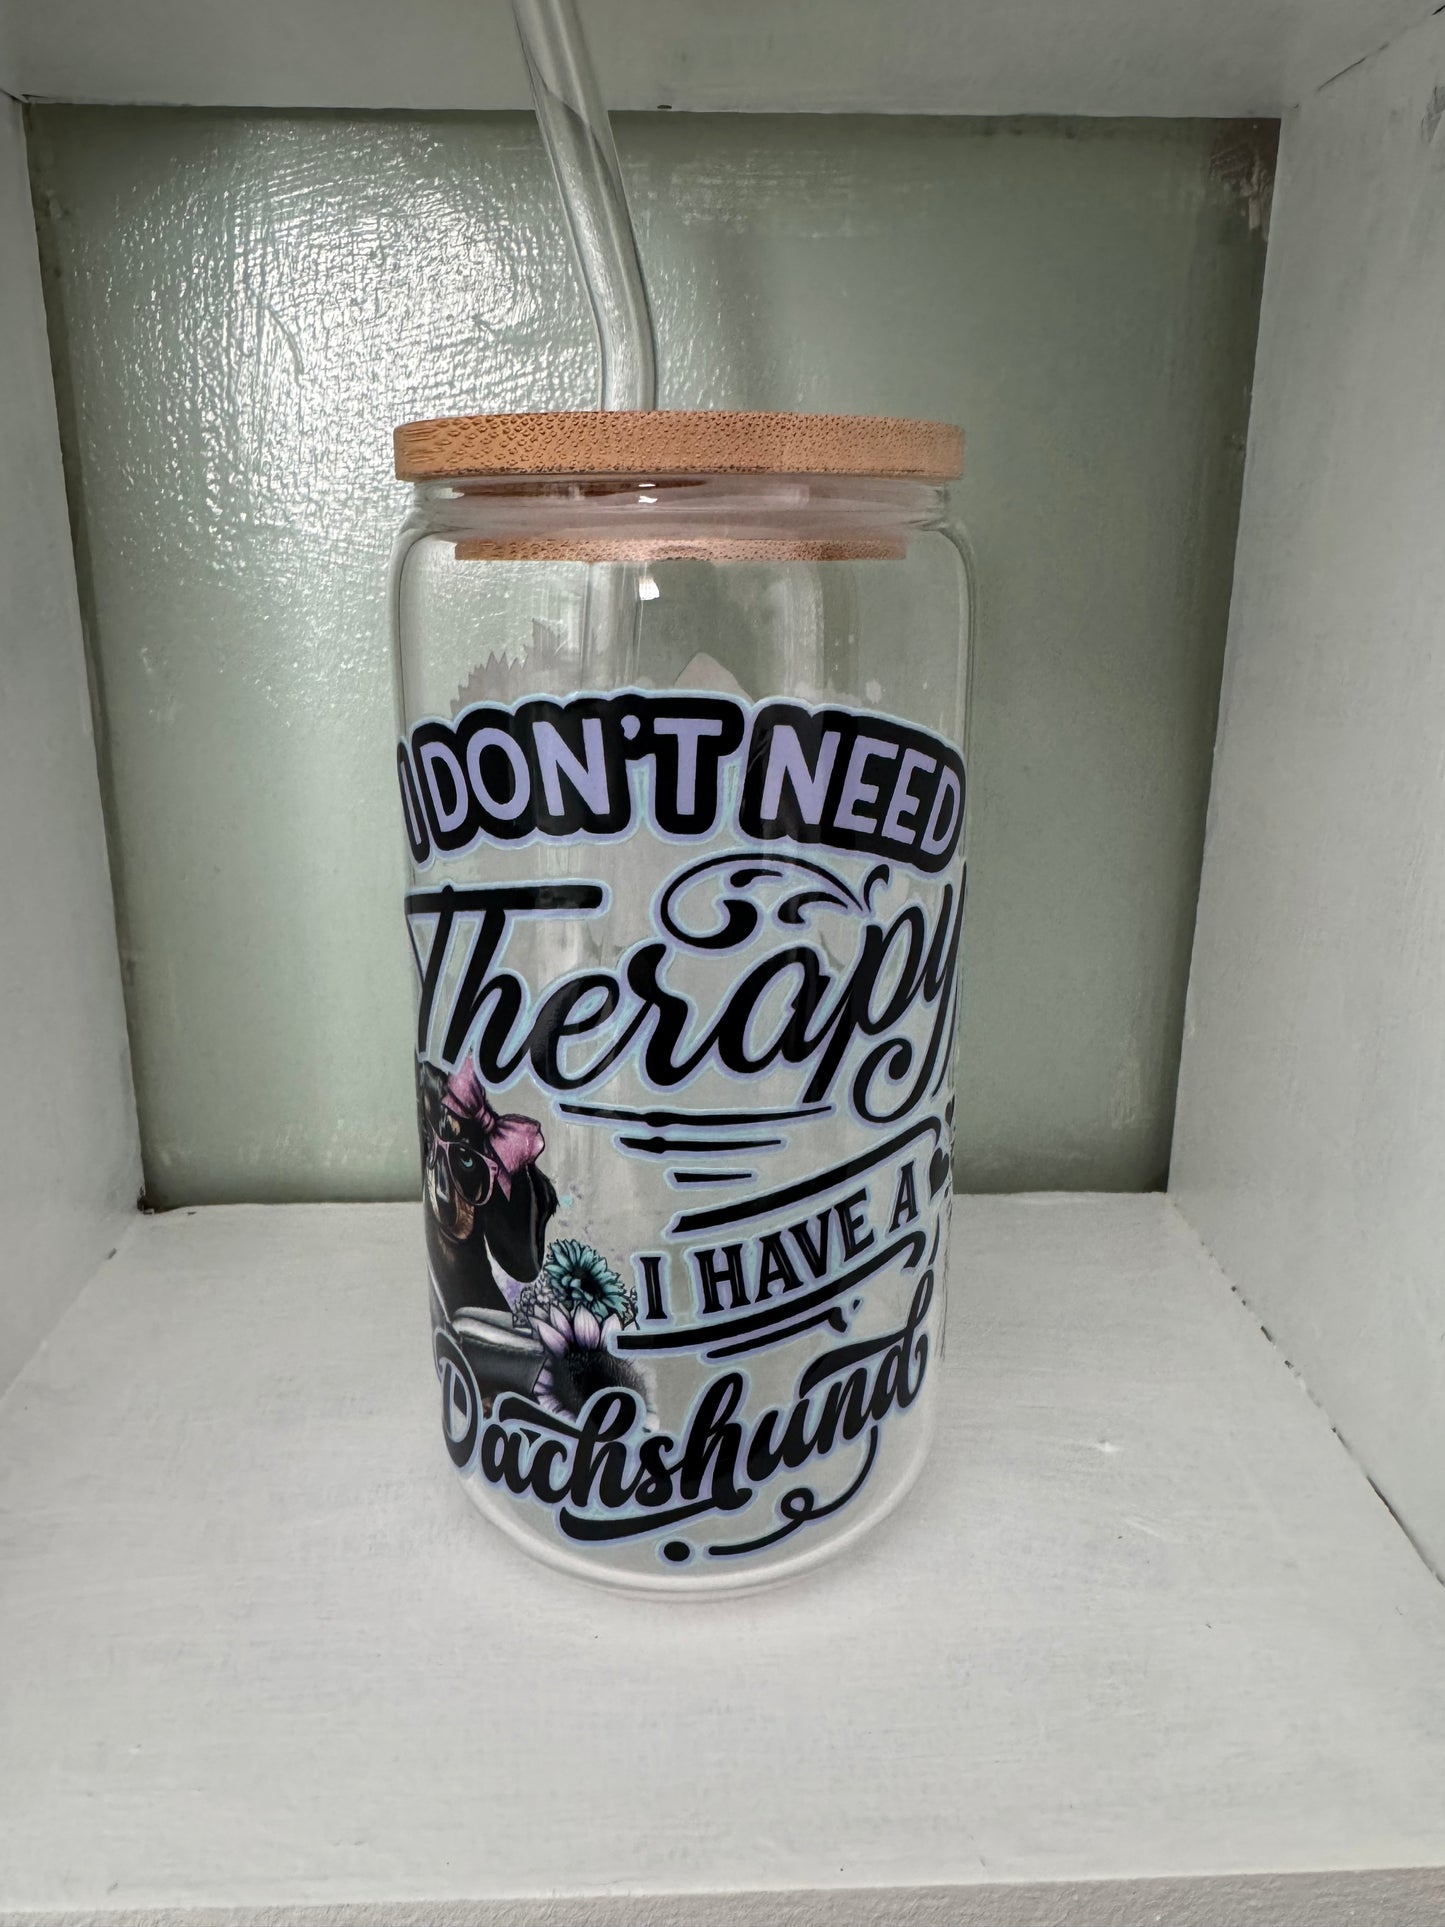 I DON'T NEED
Therapy
I HAVE A
Dachshund